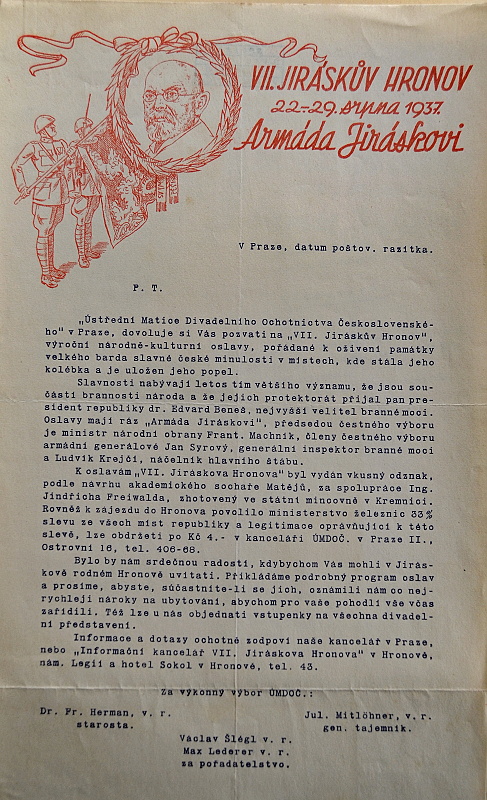 VII. JIRÁSKŮV HRONOV
22.-29. srpna 1937.
Armáda Jiráskovi
V Praze, datum poštov. razítka.
P. T.
„Ústřední Matice Divadelního Ochotnictva Československé-
ho" v Praze, dovoluje si Vás pozvati na „VII. Jiráskův Hronov",
výroční národně-kulturní oslavy, pořádané k oživení památky
velkého barda slavné české minulosti v místech, kde stála jeho
kolébka a je uložen jeho popel.
Slavnosti nabývají letos tím většího významu, že jsou sou-
částí brannosti národa a že jejich protektorát přijal pan pre-
sident republiky dr. Edvard Beneš, nejvyšší velitel branné moci.
Oslavy mají ráz „Armáda Jiráskovi", předsedou čestného výboru
je ministr národní obrany Frant. Machník, členy čestného výboru
armádní generálové Jan Syrový, generální inspektor branné moci
a Ludvík Krejčí, náčelník hlavního štábu.
K oslavám „VII. Jiráskova Hronova" byl vydán vkusný odznak,
podle návrhu akademického sochaře Matějů, za spolupráce Ing.
Jindřicha Freiwalda, zhotovený ve státní mincovně v Kremnici.
Rovněž k zájezdu do Hronova povolilo ministerstvo železnic 33%
slevu ze všech míst republiky a legitimace opravňující k této
slevě, lze obdržeti po Kč 4.- v kanceláři ÚMDOČ. v Praze II.,
Ostrovní 16, tel. 406-68.
Bylo by nám srdečnou radostí, kdybychom Vás mohli v Jirás-
kově rodném Hronově uvítati. Přikládáme podrobný program oslav
a prosíme, abyste, súčastníte-li se jich, oznámili nám co nej-
rychleji nároky na ubytování, abychom pro vaše pohodlí vše včas
zařídili. Též lze u nás objednati vstupenky na všechna divadel-
ní představení.
Informace a dotazy ochotně zodpoví naše kancelář v Praze,
nebo „Informační kancelář VII. Jiráskova Hronova" v Hronově,
nám. Legií a hotel Sokol v Hronově, tel. 43.
Za výkonný výbor ÚMDOČ.:
Dr. Fr. Herman, v. r. Jul. Mitlöhner, v. r.
starosta. gen. tajemník.
Václav Šlégl v. r.
Max Lederer v. r.
za pořadatelstvo.